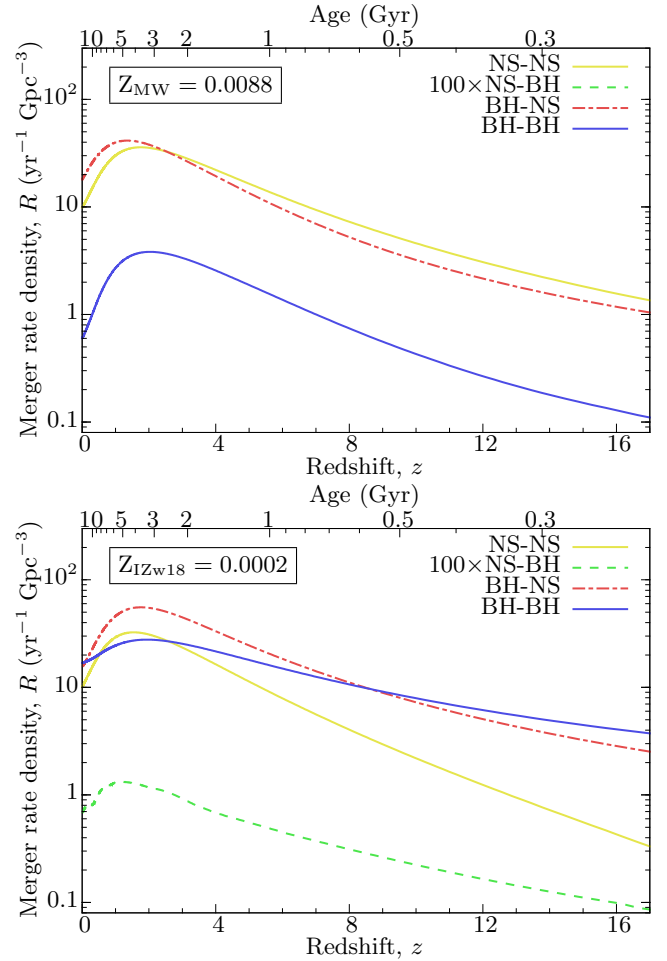 Age (Gyr)
10 5 3 2 1 0.5 0.3
Merger rate density, R (yr⁻¹ Gpc⁻³)
Z_MW = 0.0088
NS-NS
100×NS-BH
BH-NS
BH-BH
10²
10
1
0.1
0 4 8 12 16
Redshift, z
Age (Gyr)
10 5 3 2 1 0.5 0.3
Merger rate density, R (yr⁻¹ Gpc⁻³)
Z_IZw18 = 0.0002
NS-NS
100×NS-BH
BH-NS
BH-BH
10²
10
1
0.1
0 4 8 12 16
Redshift, z